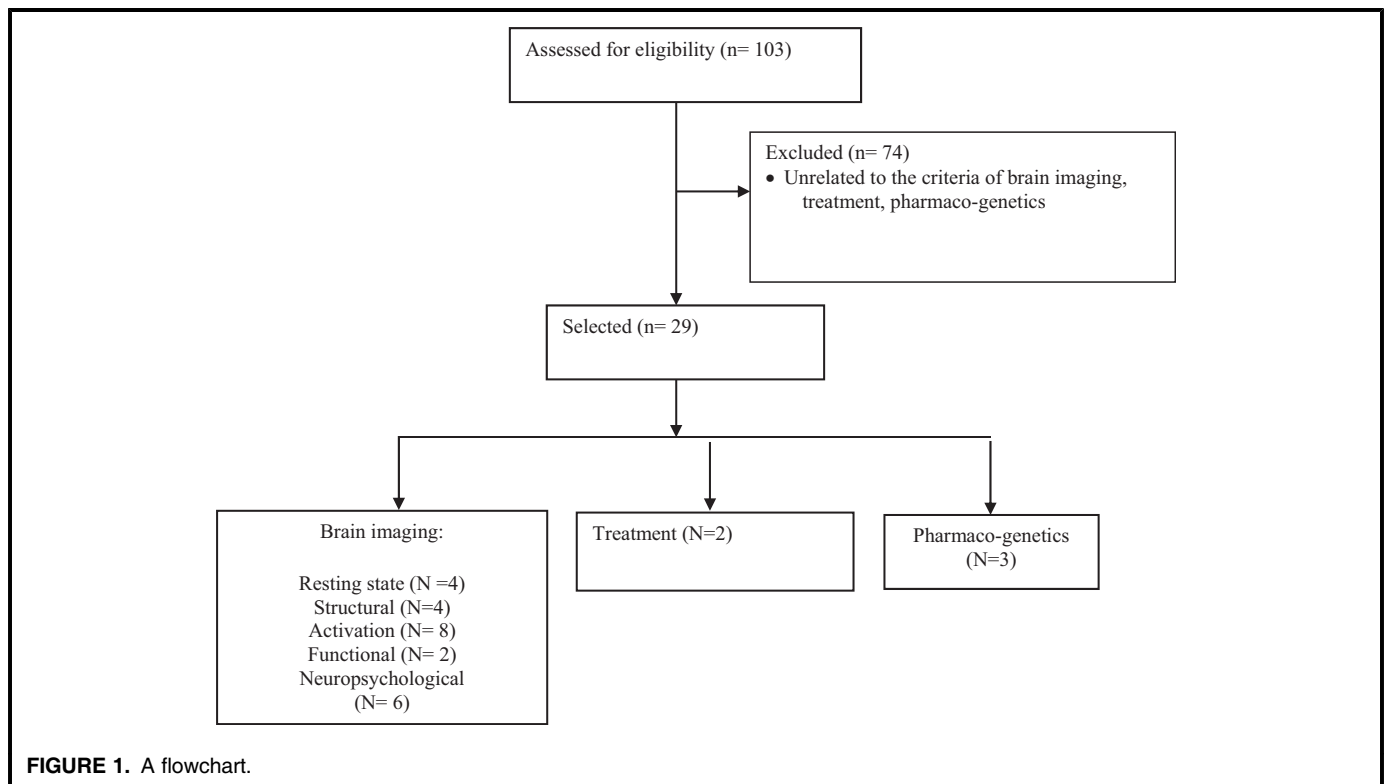 Assessed for eligibility (n= 103)
Excluded (n= 74)
• Unrelated to the criteria of brain imaging,
treatment, pharmaco-genetics
Selected (n= 29)
Brain imaging:
Resting state (N =4)
Structural (N=4)
Activation (N= 8)
Functional (N= 2)
Neuropsychological
(N= 6)
Treatment (N=2)
Pharmaco-genetics
(N=3)
FIGURE 1. A flowchart.